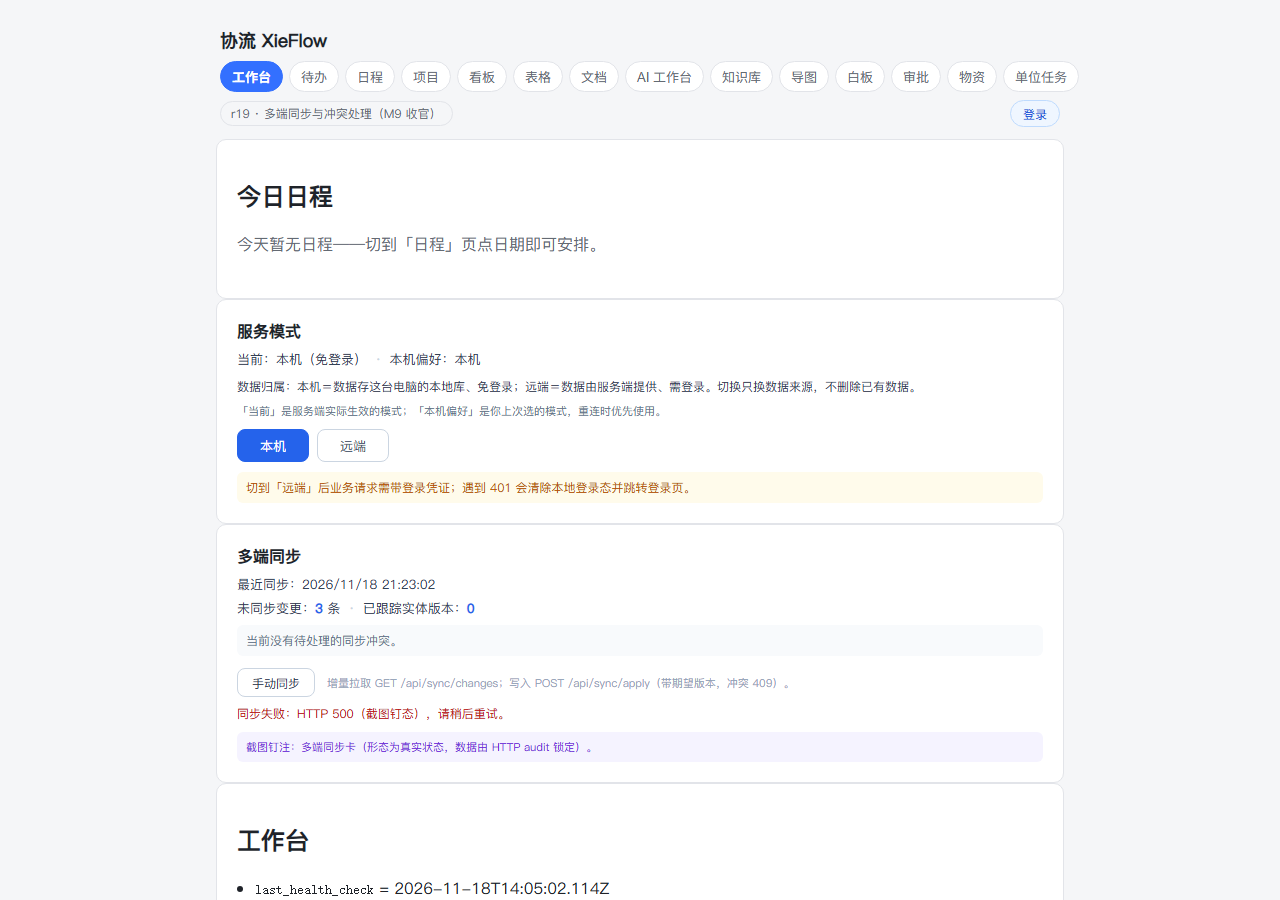 协流 XieFlow
工作台 待办 日程 项目 看板 表格 文档 AI 工作台 知识库 导图 白板 审批 物资 单位任务
r19 · 多端同步与冲突处理（M9 收官） 登录
今日日程
今天暂无日程——切到「日程」页点日期即可安排。
服务模式
当前：本机（免登录） · 本机偏好：本机
数据归属：本机＝数据存这台电脑的本地库、免登录；远端＝数据由服务端提供、需登录。切换只换数据来源，不删除已有数据。
「当前」是服务端实际生效的模式；「本机偏好」是你上次选的模式，重连时优先使用。
本机 远端
切到「远端」后业务请求需带登录凭证；遇到 401 会清除本地登录态并跳转登录页。
多端同步
最近同步：2026/11/18 21:23:02
未同步变更：3 条 · 已跟踪实体版本：0
当前没有待处理的同步冲突。
手动同步 增量拉取 GET /api/sync/changes；写入 POST /api/sync/apply（带期望版本，冲突 409）。
同步失败：HTTP 500（截图钉态），请稍后重试。
截图钉注：多端同步卡（形态为真实状态，数据由 HTTP audit 锁定）。
工作台
• last_health_check = 2026-11-18T14:05:02.114Z